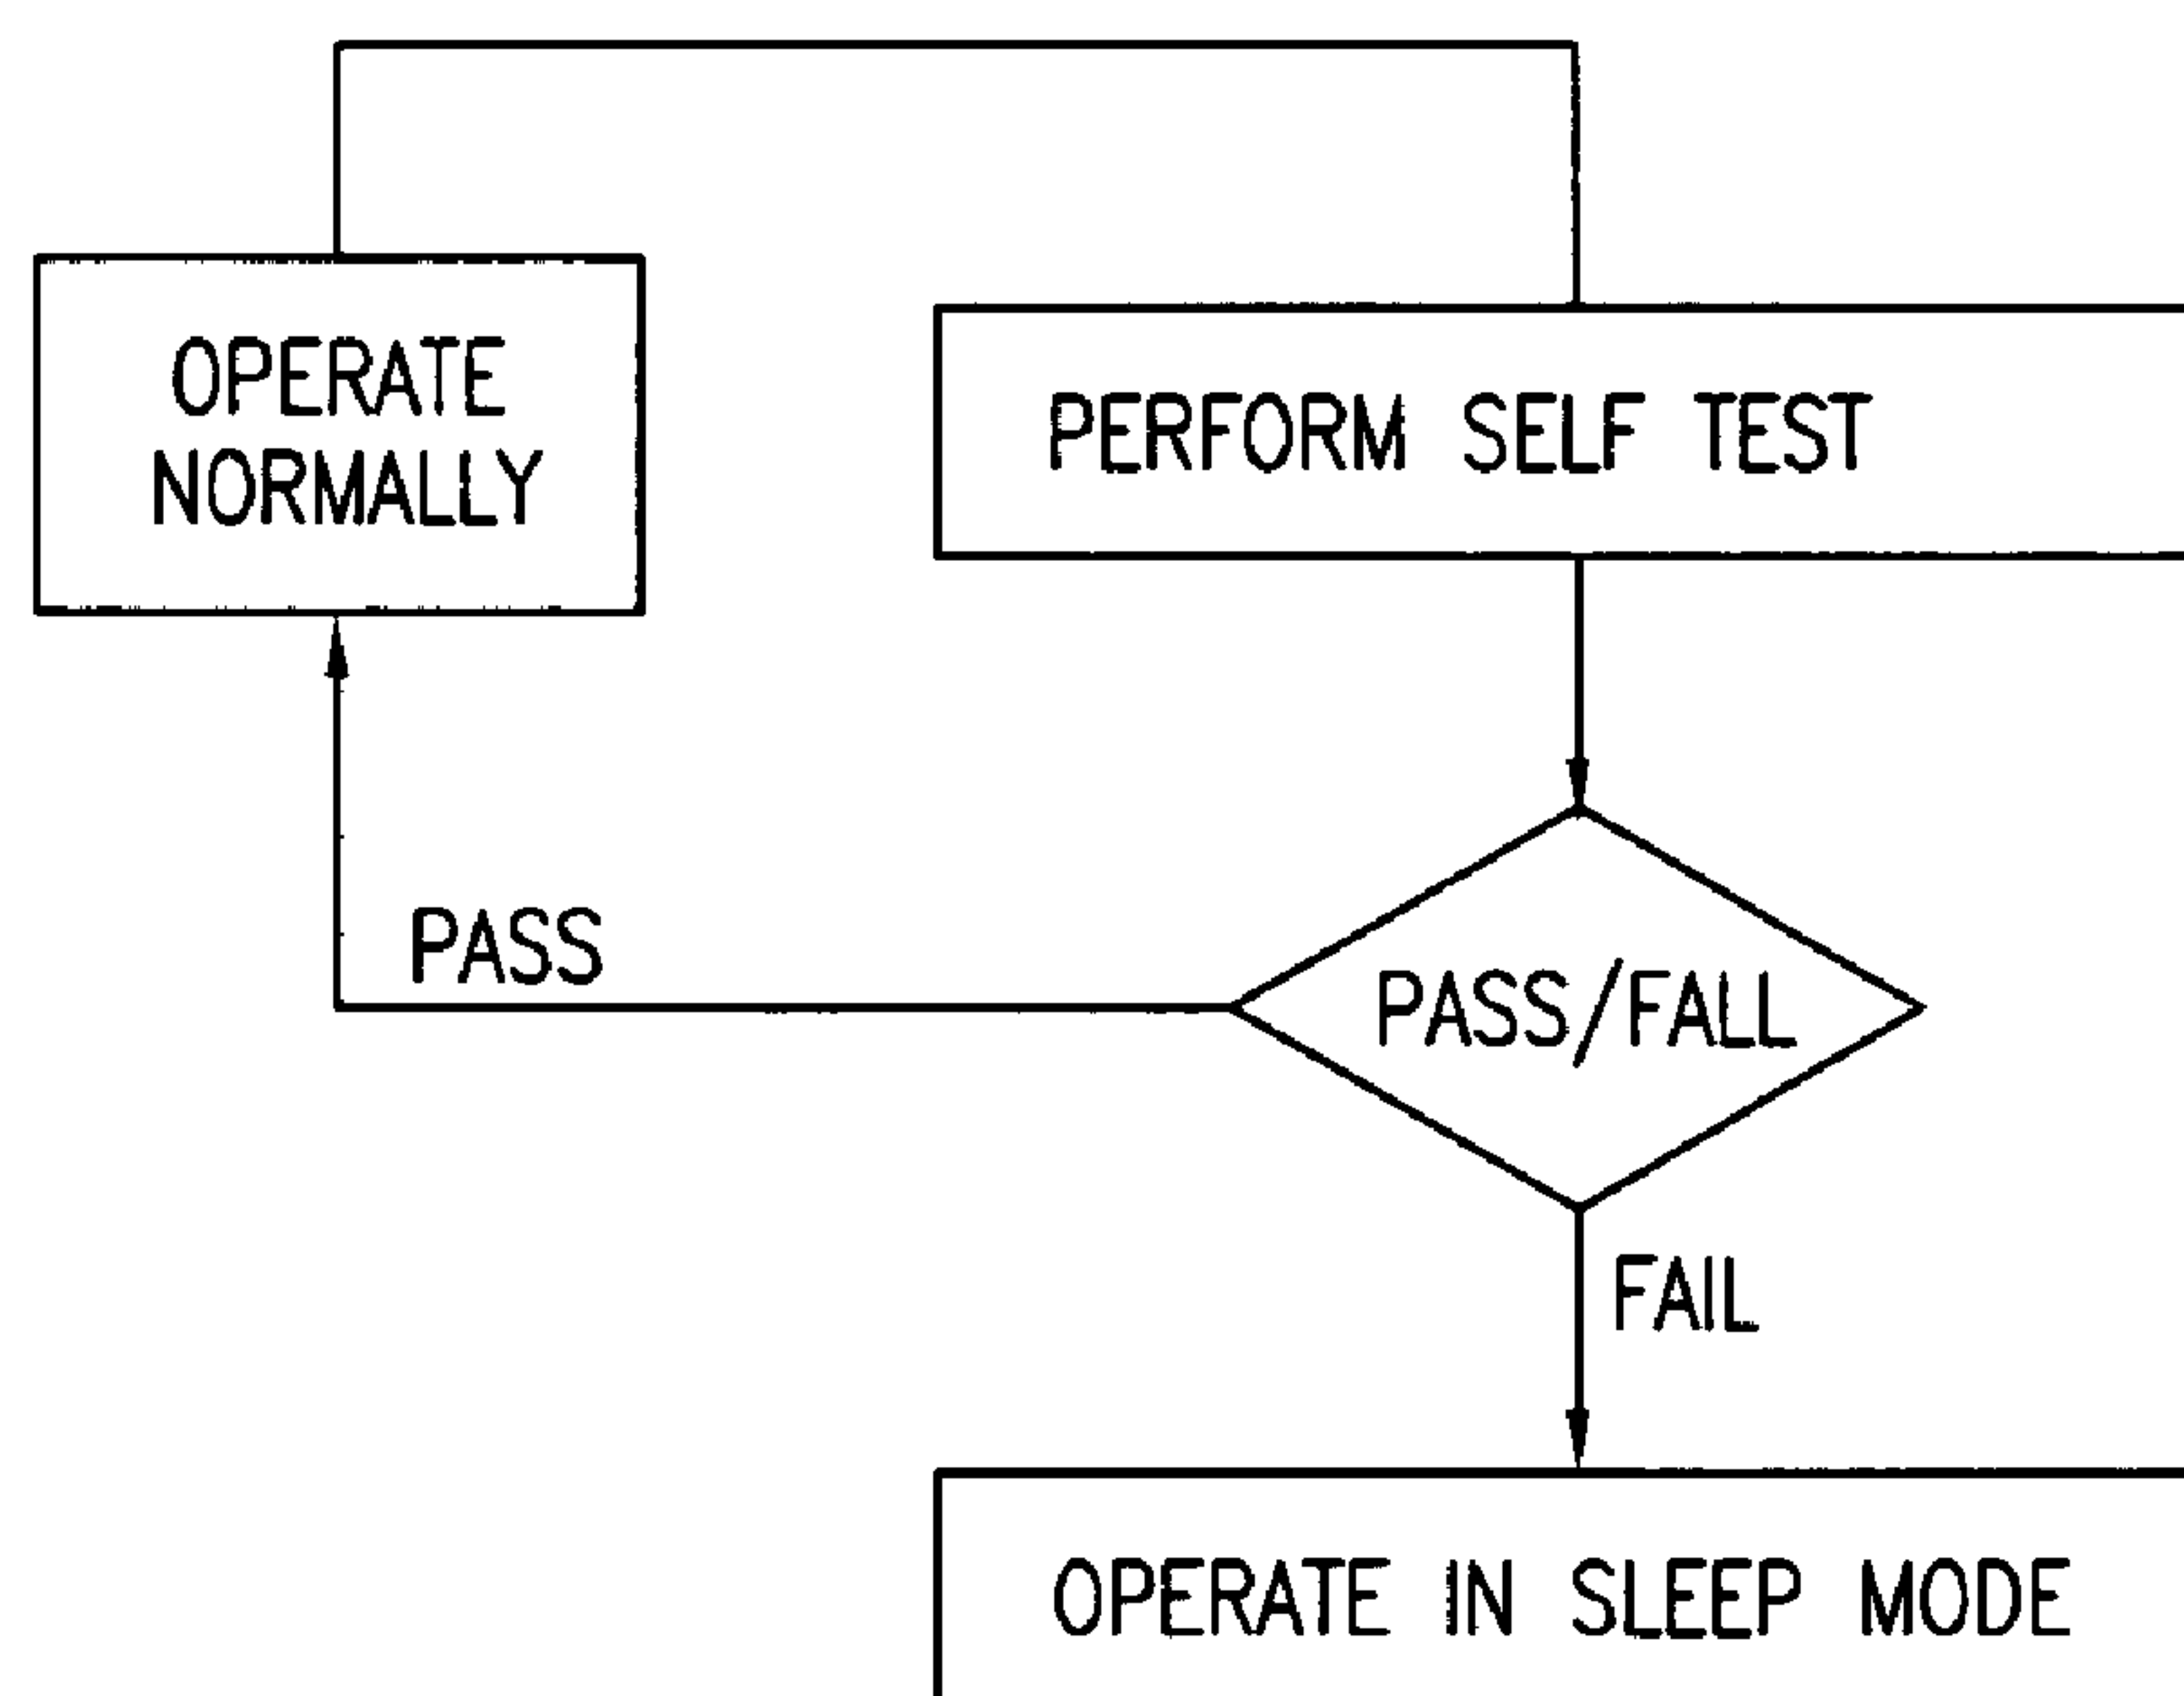 OPERATE
NORMALLY
PERFORM SELF TEST
PASS
PASS/FALL
FAIL
OPERATE IN SLEEP MODE